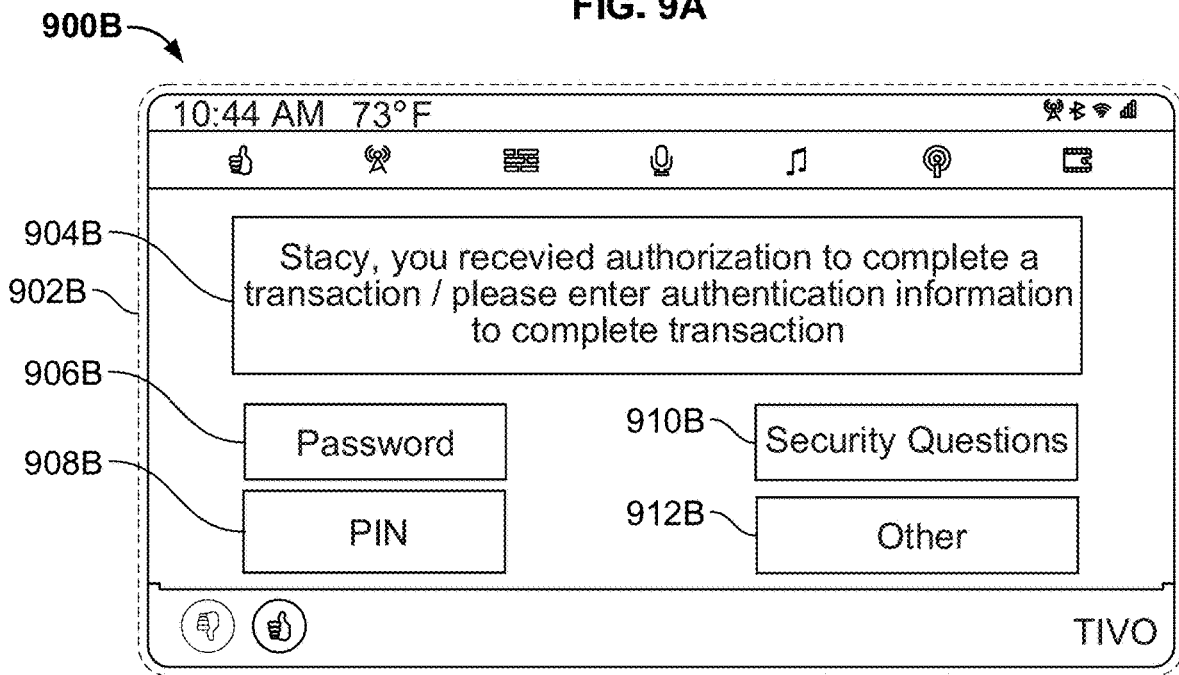 FIG. 9A
900B
10:44 AM 73°F
904B
Stacy, you recevied authorization to complete a
transaction / please enter authentication information
to complete transaction
902B
906B
Password
910B
Security Questions
908B
PIN
912B
Other
TIVO